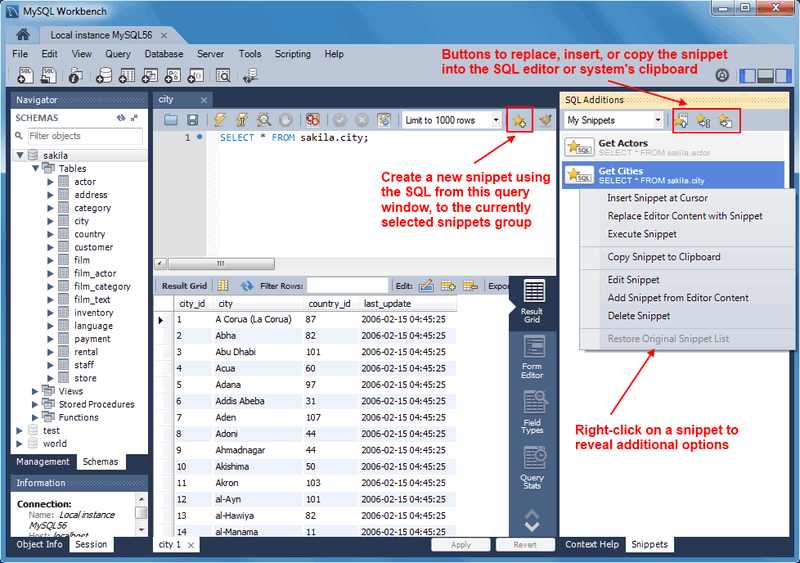 MySQL Workbench
Local instance MySQL56
File Edit View Query Database Server Tools Scripting Help
Buttons to replace, insert, or copy the snippet
into the SQL editor or system's clipboard
Navigator
SCHEMAS
Filter objects
sakila
Tables
actor
address
category
city
country
customer
film
film_actor
film_category
film_text
inventory
language
payment
rental
staff
store
Views
Stored Procedures
Functions
test
world
Management Schemas
Information
Connection:
Name: Local instance
MySQL56
Host: localhost
Object Info Session
city
Limit to 1000 rows
1 SELECT * FROM sakila.city;
Create a new snippet using
the SQL from this query
window, to the currently
selected snippets group
Result Grid Filter Rows: Edit: Expor
city_id city country_id last_update
1 A Corua (La Corua) 87 2006-02-15 04:45:25
2 Abha 82 2006-02-15 04:45:25
3 Abu Dhabi 101 2006-02-15 04:45:25
4 Acua 60 2006-02-15 04:45:25
5 Adana 97 2006-02-15 04:45:25
6 Addis Abeba 31 2006-02-15 04:45:25
7 Aden 107 2006-02-15 04:45:25
8 Adoni 44 2006-02-15 04:45:25
9 Ahmadnagar 44 2006-02-15 04:45:25
10 Akishima 50 2006-02-15 04:45:25
11 Akron 103 2006-02-15 04:45:25
12 al-Ayn 101 2006-02-15 04:45:25
13 al-Hawiya 82 2006-02-15 04:45:25
14 al-Manama 11 2006-02-15 04:45:25
Result
Grid
Form
Editor
Field
Types
Query
Stats
city 1
Apply Revert
SQL Additions
My Snippets
SQL
Get Actors
SELECT * FROM sakila.actor
SQL
Get Cities
SELECT * FROM sakila.city
Insert Snippet at Cursor
Replace Editor Content with Snippet
Execute Snippet
Copy Snippet to Clipboard
Edit Snippet
Add Snippet from Editor Content
Delete Snippet
Restore Original Snippet List
Right-click on a snippet to
reveal additional options
Context Help Snippets